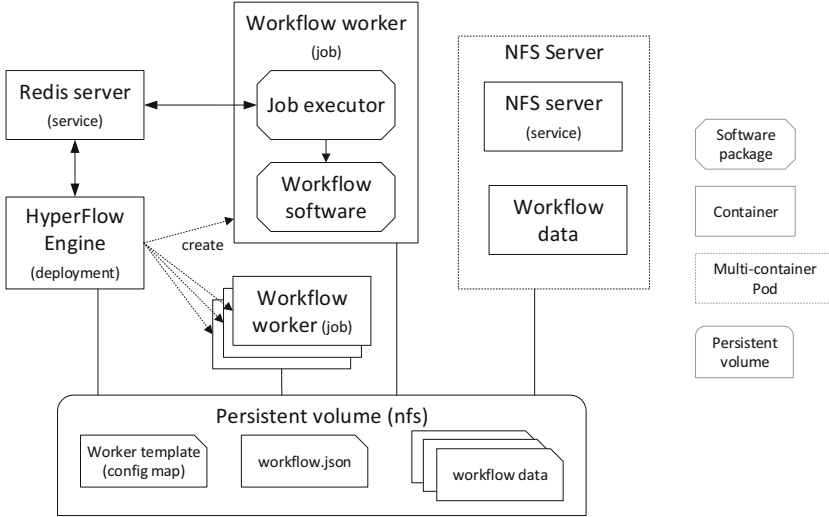 Workflow worker
(job)
Job executor
Workflow
software
Redis server
(service)
HyperFlow
Engine
(deployment)
create
Workflow
worker (job)
NFS Server
NFS server
(service)
Workflow
data
Software
package
Container
Multi-container
Pod
Persistent
volume
Persistent volume (nfs)
Worker template
(config map)
workflow.json
workflow data